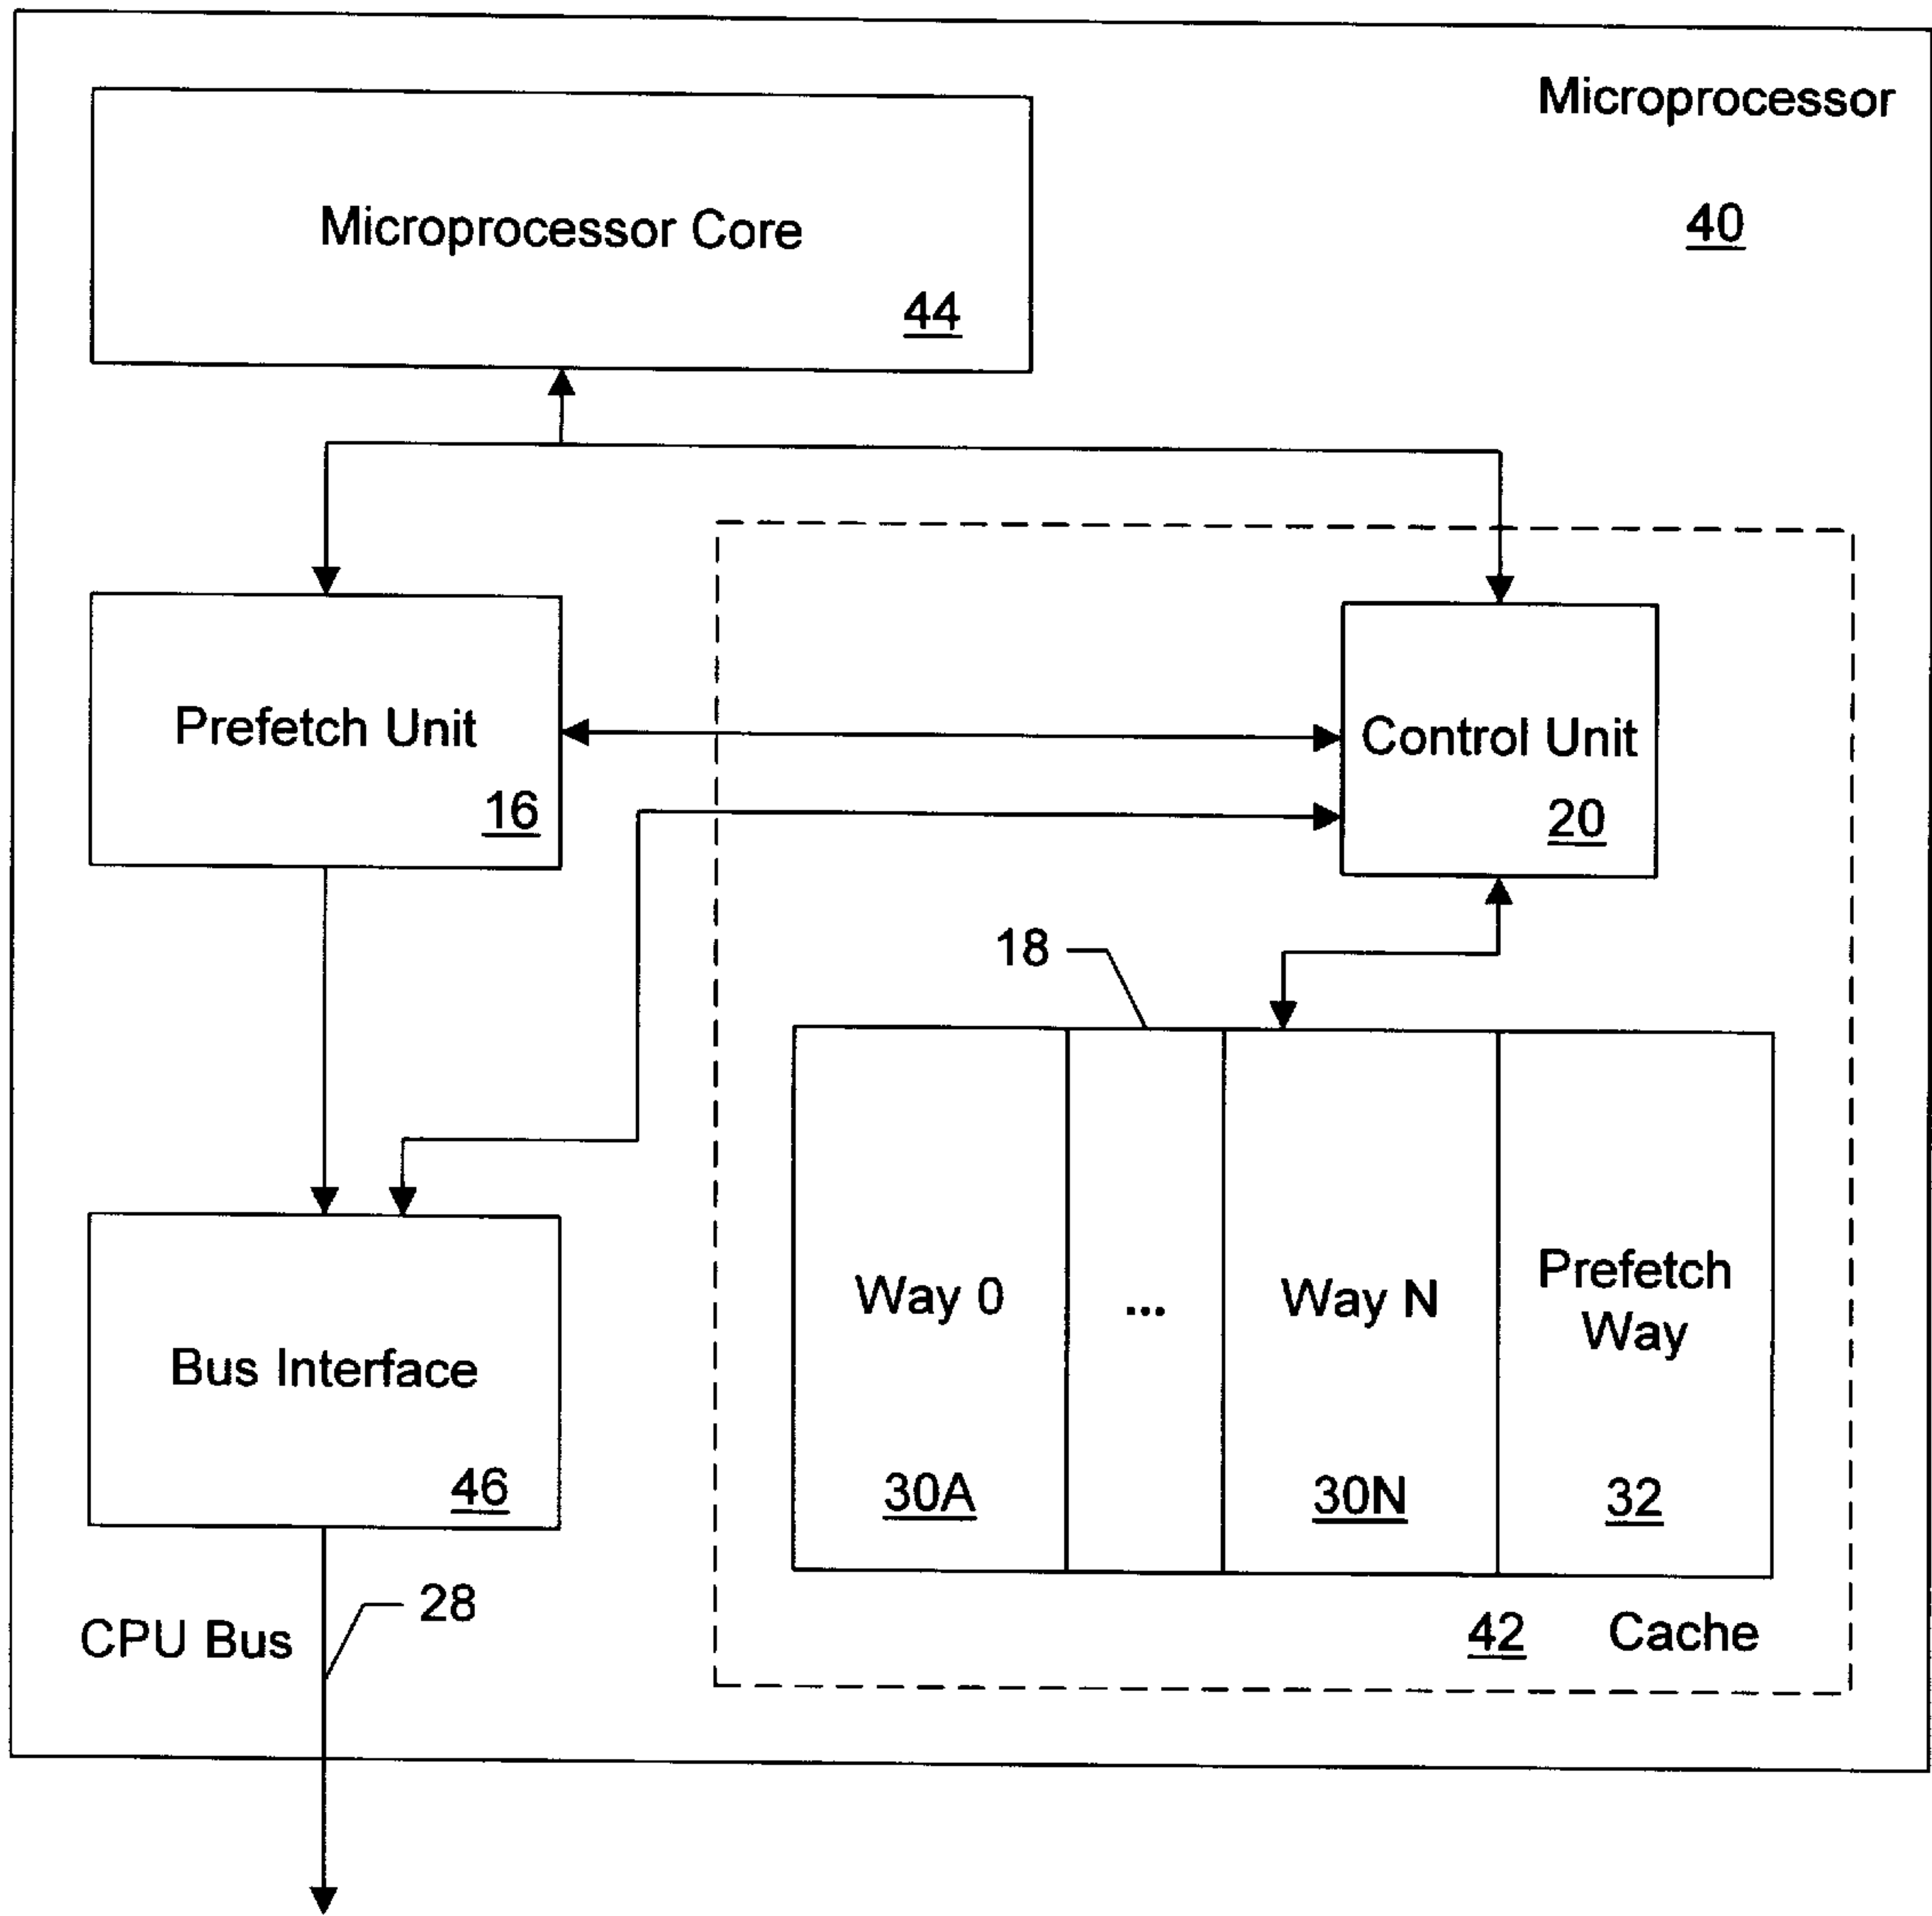 Microprocessor
40
Microprocessor Core
44
Prefetch Unit
16
Control Unit
20
18
Way 0
30A
...
Way N
30N
Prefetch
Way
32
Bus Interface
46
CPU Bus
28
42 Cache